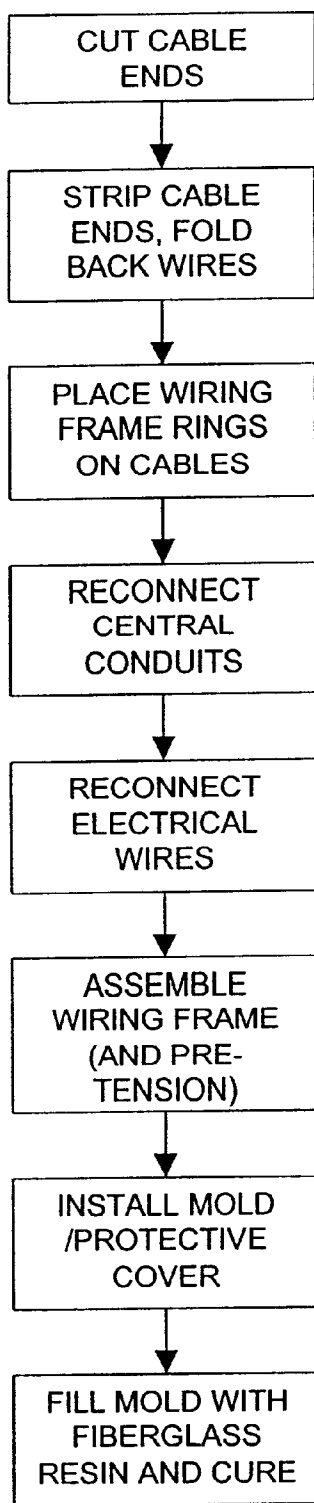 CUT CABLE
ENDS
STRIP CABLE
ENDS, FOLD
BACK WIRES
PLACE WIRING
FRAME RINGS
ON CABLES
RECONNECT
CENTRAL
CONDUITS
RECONNECT
ELECTRICAL
WIRES
ASSEMBLE
WIRING FRAME
(AND PRE-
TENSION)
INSTALL MOLD
/PROTECTIVE
COVER
FILL MOLD WITH
FIBERGLASS
RESIN AND CURE